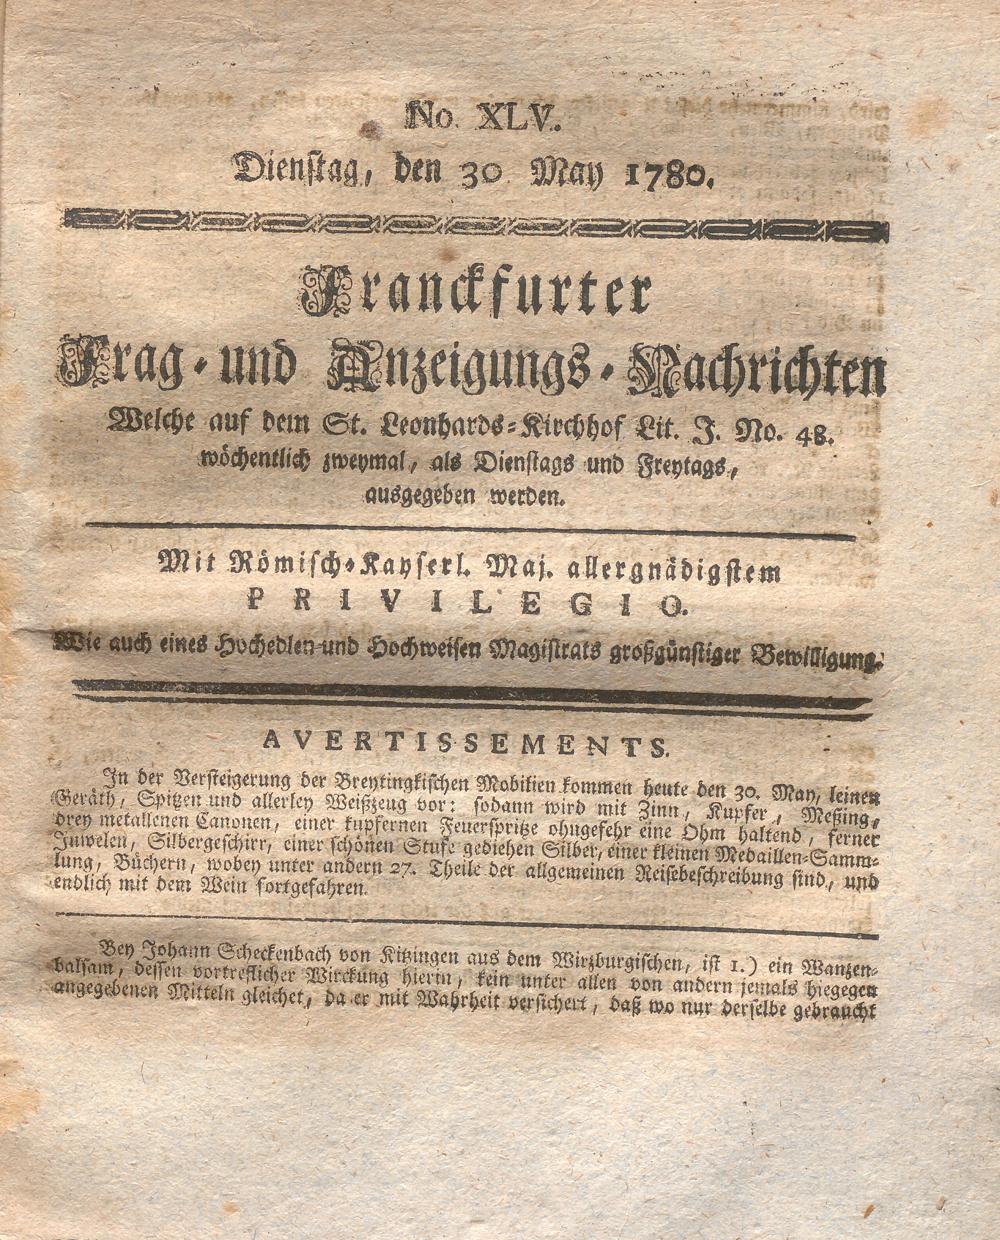 No. XLV.
Dienstag, den 30 May 1780.
Franckfurter
Frag-und Anzeigungs-Nachrichten
Welche auf dem St. Leonhards-Kirchhof Lit. J. No. 48.
wöchentlich zweymal, als Dienstags und Freytags,
ausgegeben werden.
Mit Römisch-Kayserl. Maj. allergnädigstem
PRIVILEGIO.
Wie auch eines Hochedlen-und Hochweisen Magistrats großgünstiger Bewilligung.
AVERTISSEMENTS.
In der Versteigerung der Breytingkischen Mobilien kommen heute den 30. May, leinen
Geräth, Spitzen und allerley Weißzeug vor: sodann wird mit Zinn, Kupfer, Meßing,
drey metallenen Canonen, einer kupfernen Feuerspritze ohngefehr eine Ohm haltend, ferner
Juwelen, Silbergeschirr, einer schönen Stufe gediehen Silber, einer kleinen Medaillen-Samm-
lung, Büchern, wobey unter andern 27. Theile der allgemeinen Reisebeschreibung sind, und
endlich mit dem Wein fortgefahren.
Bey Johann Scheckenbach von Kitzingen aus dem Wirzburgischen, ist 1.) ein Wanzen-
balsam, dessen vortreflicher Wirckung hierin, kein unter allen von andern jemals hiegegen
angegebenen Mitteln gleichet, da er mit Wahrheit versichert, daß wo nur derselbe gebraucht